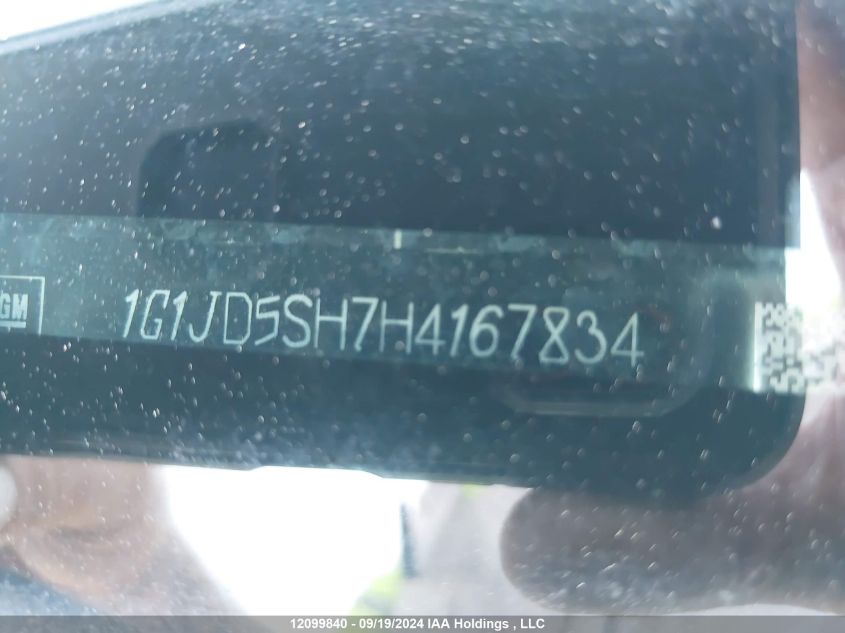 GM
1G1JD5SH7H4167834
12099840 - 09/19/2024 IAA Holdings , LLC